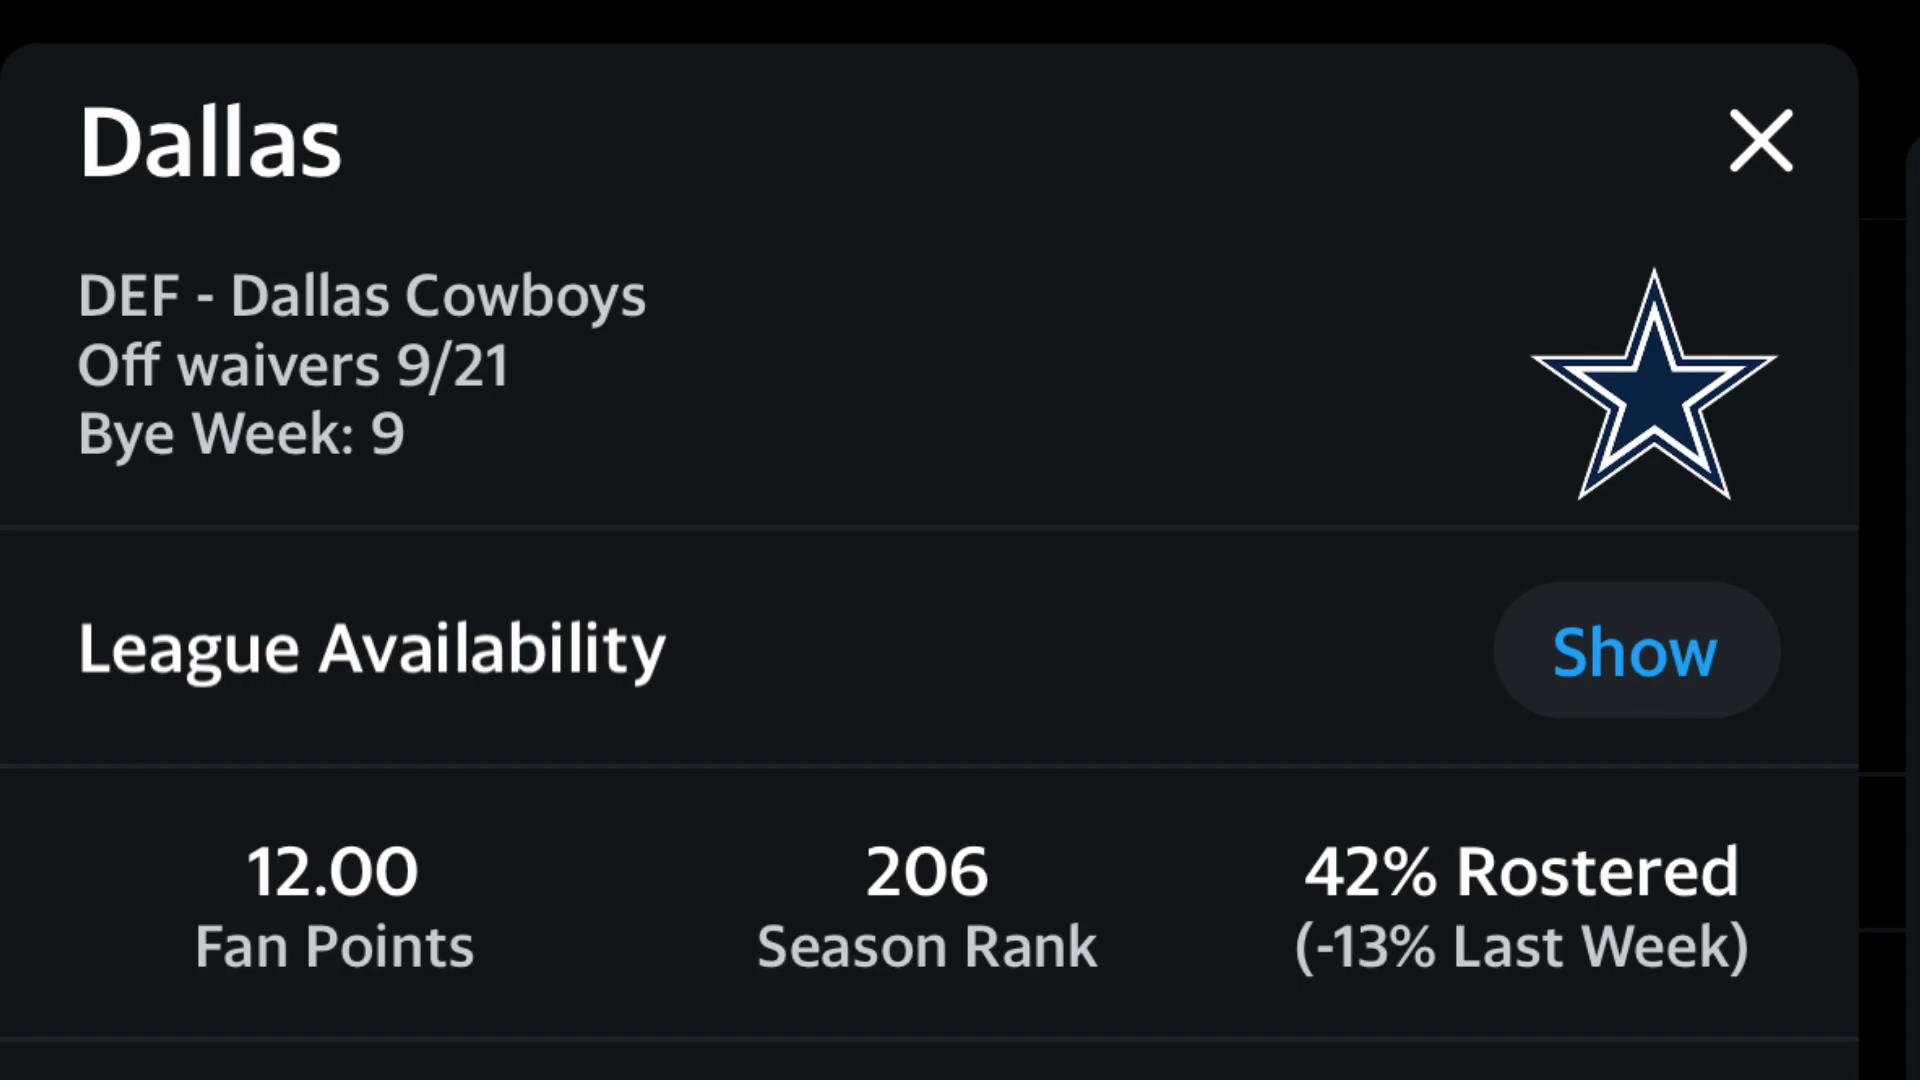 Dallas
DEF - Dallas Cowboys
Off waivers 9/21
Bye Week: 9
League Availability
Show
12.00
Fan Points
206
Season Rank
42% Rostered
(-13% Last Week)